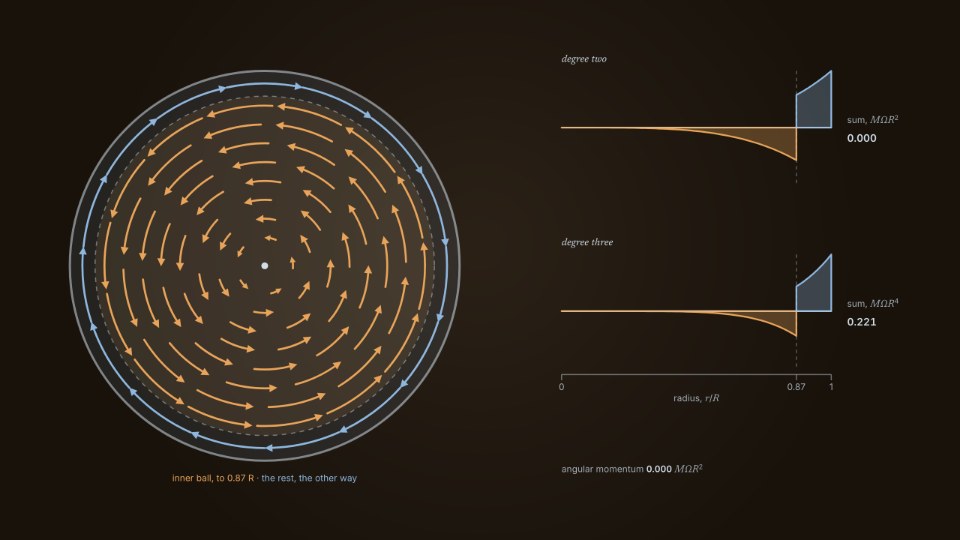 degree two
sum, MΩR²
0.000
degree three
sum, MΩR⁴
0.221
0 0.87 1
radius, r/R
angular momentum 0.000 MΩR²
inner ball, to 0.87 R · the rest, the other way